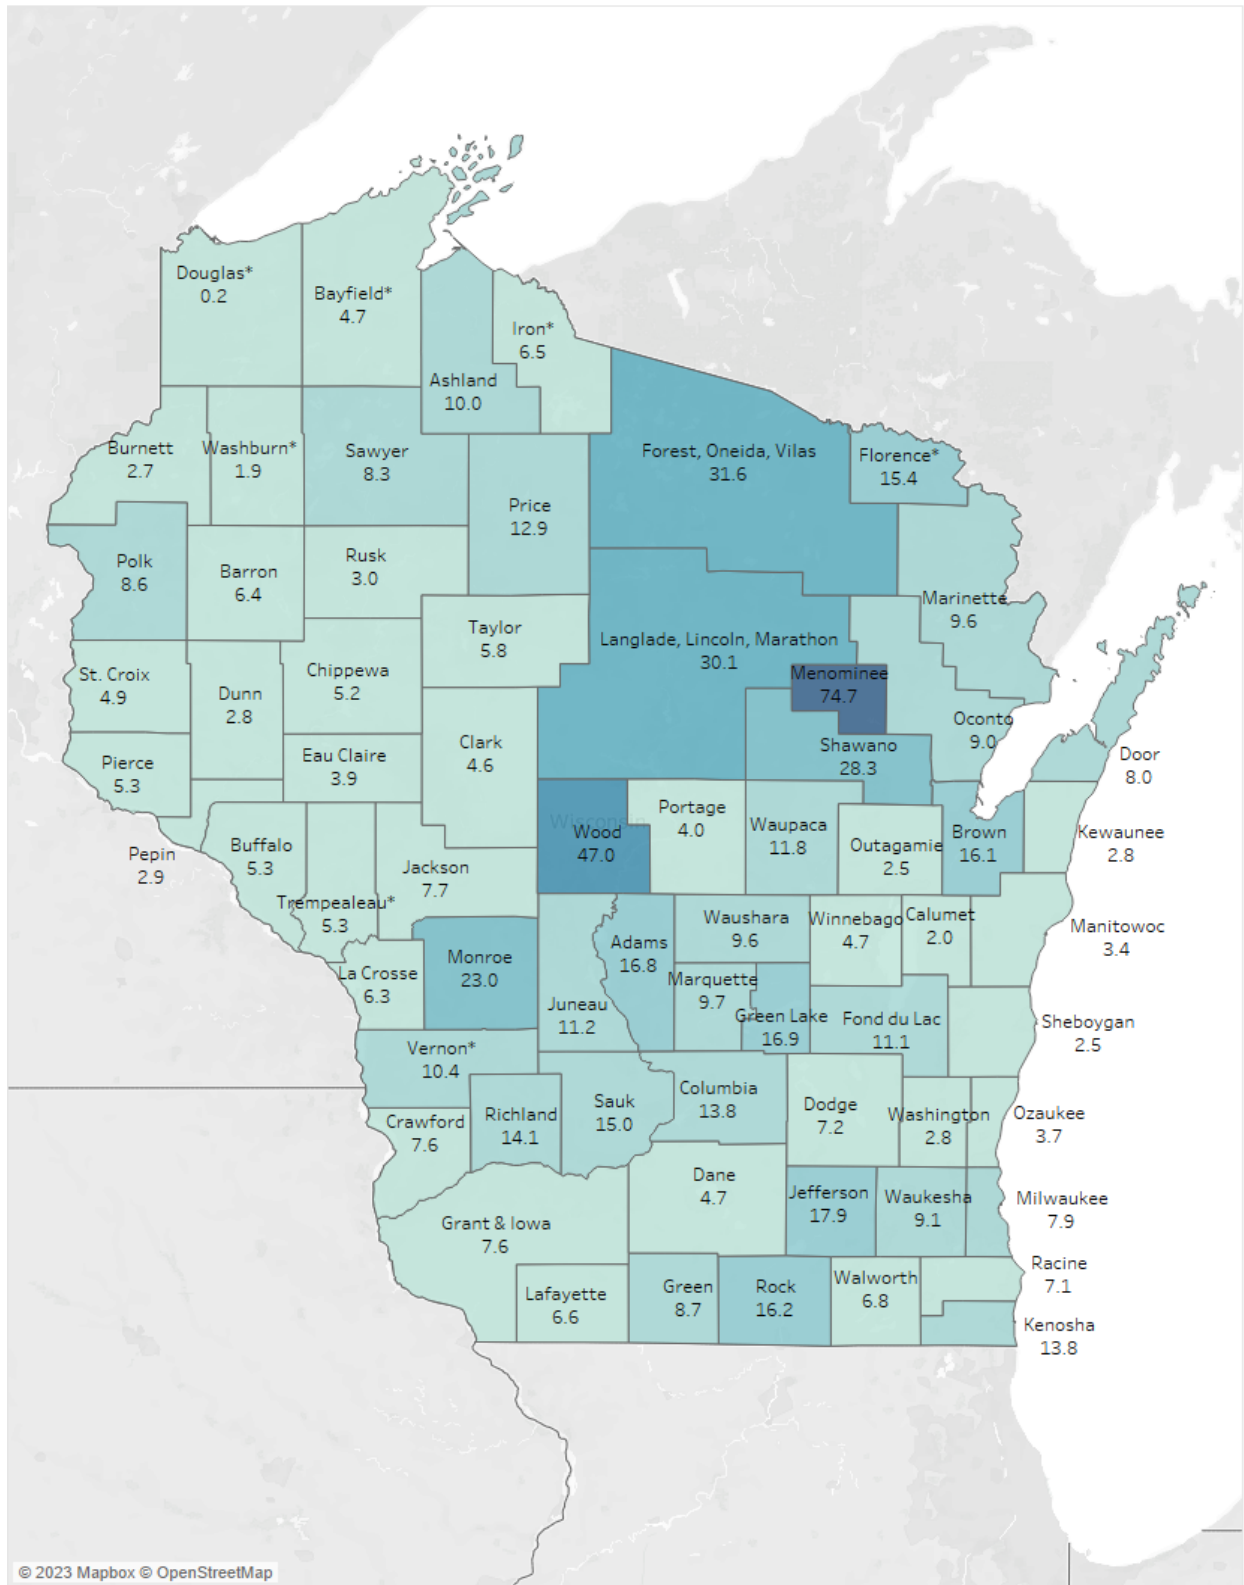 Douglas*
0.2
Bayfield*
4.7
Iron*
6.5
Ashland
10.0
Burnett
2.7
Washburn*
1.9
Sawyer
8.3
Price
12.9
Forest, Oneida, Vilas
31.6
Florence*
15.4
Polk
8.6
Barron
6.4
Rusk
3.0
Marinette
9.6
Taylor
5.8
Langlade, Lincoln, Marathon
30.1
Menominee
74.7
St. Croix
4.9
Dunn
2.8
Chippewa
5.2
Clark
4.6
Oconto
9.0
Shawano
28.3
Door
8.0
Pierce
5.3
Eau Claire
3.9
Wisconsin
Wood
47.0
Portage
4.0
Waupaca
11.8
Outagamie
2.5
Brown
16.1
Kewaunee
2.8
Pepin
2.9
Buffalo
5.3
Trempealeau*
5.3
Jackson
7.7
Adams
16.8
Waushara
9.6
Winnebago
4.7
Calumet
2.0
Manitowoc
3.4
La Crosse
6.3
Monroe
23.0
Juneau
11.2
Marquette
9.7
Green Lake
16.9
Fond du Lac
11.1
Sheboygan
2.5
Vernon*
10.4
Crawford
7.6
Richland
14.1
Sauk
15.0
Columbia
13.8
Dodge
7.2
Washington
2.8
Ozaukee
3.7
Grant & Iowa
7.6
Dane
4.7
Jefferson
17.9
Waukesha
9.1
Milwaukee
7.9
Lafayette
6.6
Green
8.7
Rock
16.2
Walworth
6.8
Racine
7.1
Kenosha
13.8
© 2023 Mapbox © OpenStreetMap